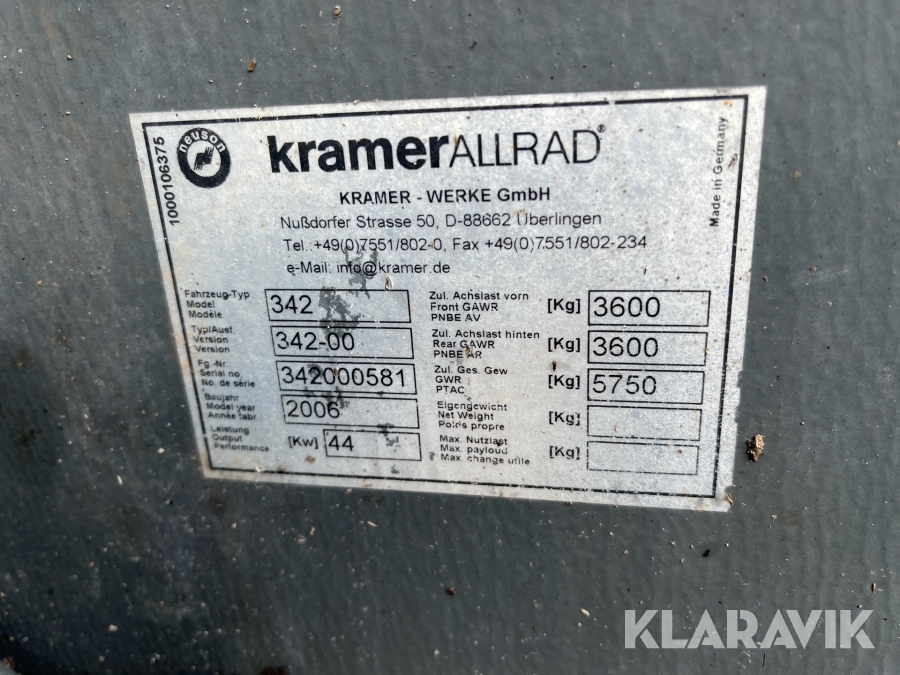 1000106375
neuson
kramerALLRAD®
Made in Germany
KRAMER - WERKE GmbH
Nußdorfer Strasse 50, D-88662 Überlingen
Tel.:+49(0)7551/802-0, Fax +49(0)7551/802-234
e-Mail: info@kramer.de
Fahrzeug-Typ
Model
Modèle
342
Typ/Ausf.
Version
Version
342-00
Fg.-Nr.
Serial no.
No. de série
342000581
Baujahr
Model year
Année fabr.
2006
Leistung
Output
Performance
[Kw] 44
Zul. Achslast vorn
Front GAWR
PNBE AV
[Kg] 3600
Zul. Achslast hinten
Rear GAWR
PNBE AR
[Kg] 3600
Zul. Ges. Gew
GWR
PTAC
[Kg] 5750
Eigengewicht
Net Weight
Poids propre
[Kg]
Max. Nutzlast
Max. payloud
Max. change utile
[Kg]
KLARAVIK